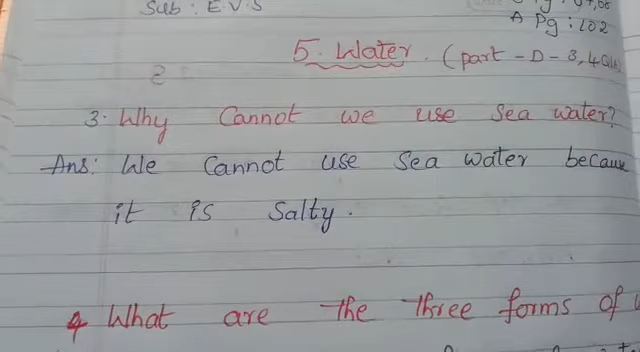 Sub : E.V.S
A Pg : 102
5. Water. (part - D - 3, 4
3. Why Cannot we use Sea water?
Ans: We Cannot use Sea water because
it is Salty.
4 What are the three forms of